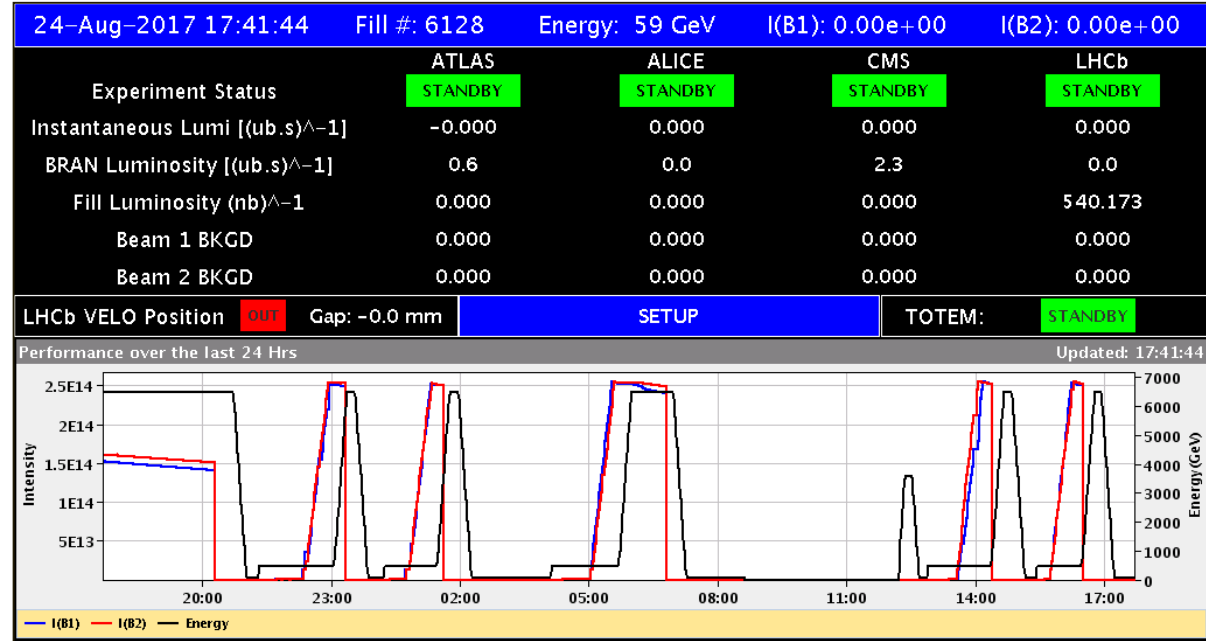 24-Aug-2017 17:41:44 Fill #: 6128 Energy: 59 GeV I(B1): 0.00e+00 I(B2): 0.00e+00
ATLAS ALICE CMS LHCb
Experiment Status STANDBY STANDBY STANDBY STANDBY
Instantaneous Lumi [(ub.s)^-1] -0.000 0.000 0.000 0.000
BRAN Luminosity [(ub.s)^-1] 0.6 0.0 2.3 0.0
Fill Luminosity (nb)^-1 0.000 0.000 0.000 540.173
Beam 1 BKGD 0.000 0.000 0.000 0.000
Beam 2 BKGD 0.000 0.000 0.000 0.000
LHCb VELO Position OUT Gap: -0.0 mm SETUP TOTEM: STANDBY
Performance over the last 24 Hrs Updated: 17:41:44
Intensity
2.5E14
2E14
1.5E14
1E14
5E13
7000
6000
5000
4000
3000
2000
1000
0
Energy (GeV)
20:00 23:00 02:00 05:00 08:00 11:00 14:00 17:00
I(B1) I(B2) Energy